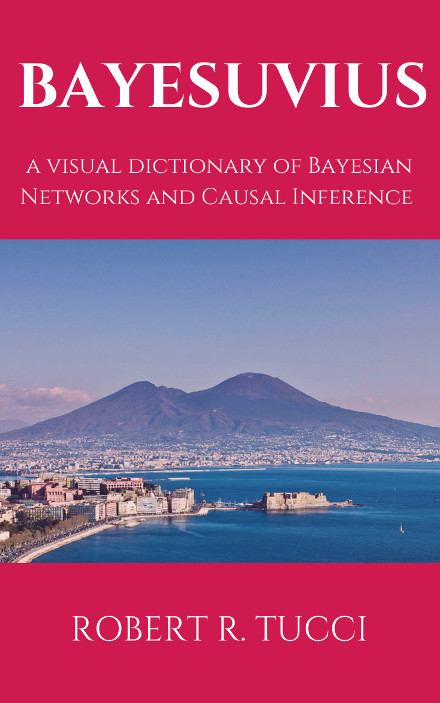 BAYESUVIUS
A VISUAL DICTIONARY OF BAYESIAN
NETWORKS AND CAUSAL INFERENCE
ROBERT R. TUCCI